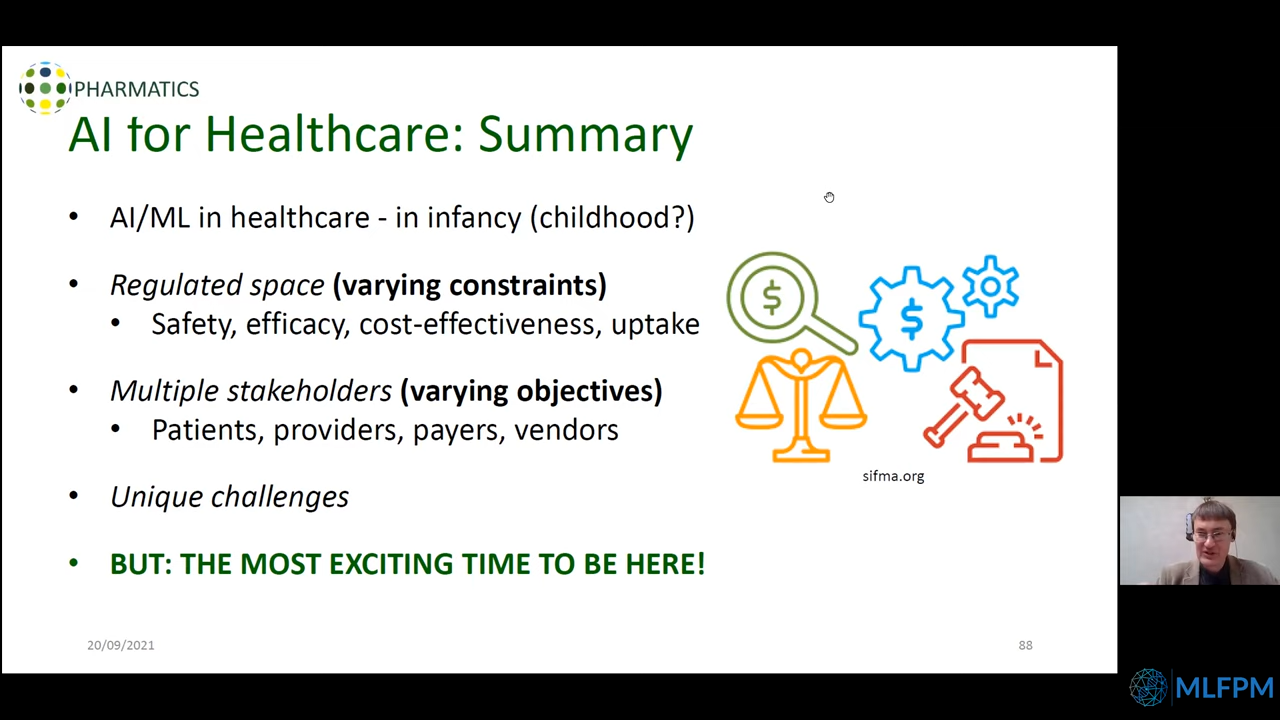 PHARMATICS
AI for Healthcare: Summary
• AI/ML in healthcare - in infancy (childhood?)
• Regulated space (varying constraints)
• Safety, efficacy, cost-effectiveness, uptake
• Multiple stakeholders (varying objectives)
• Patients, providers, payers, vendors
• Unique challenges
• BUT: THE MOST EXCITING TIME TO BE HERE!
$
$
sifma.org
20/09/2021
88
MLFPM